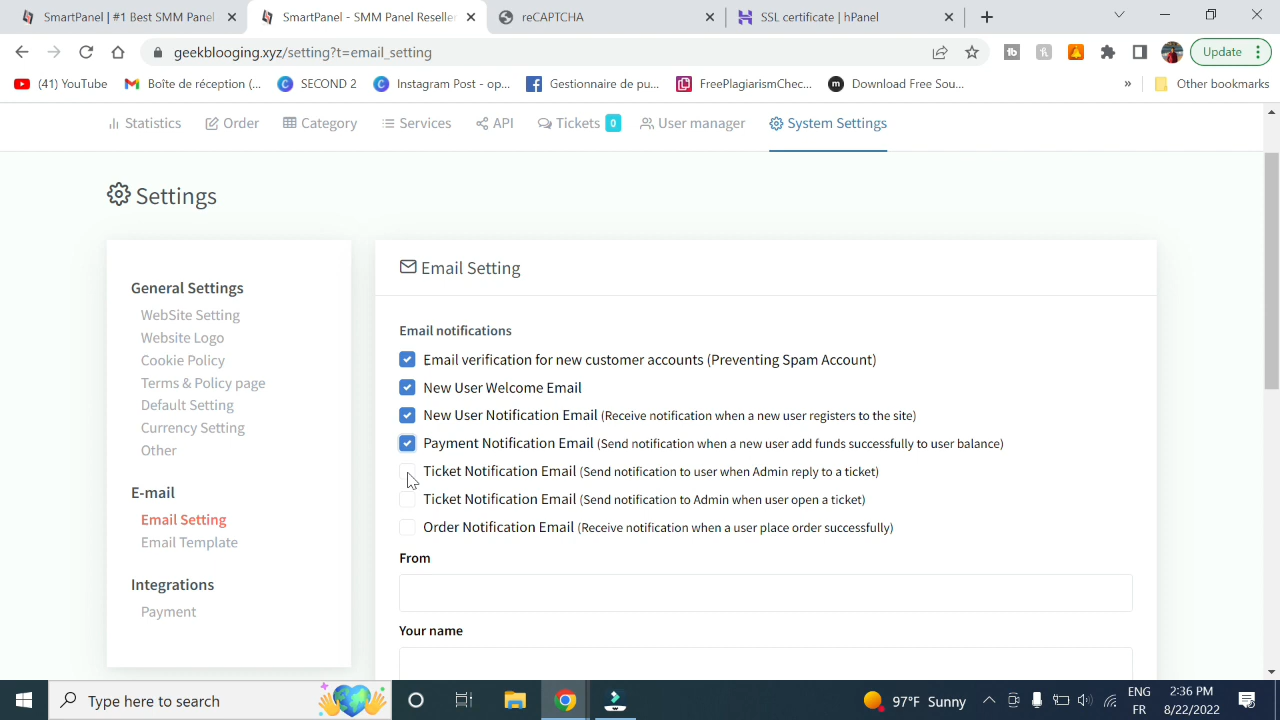 SmartPanel | #1 Best SMM Panel
SmartPanel - SMM Panel Reseller
reCAPTCHA
SSL certificate | hPanel
geekblooging.xyz/setting?t=email_setting
Update
(41) YouTube
Boîte de réception (...
SECOND 2
Instagram Post - op...
Gestionnaire de pu...
FreePlagiarismChec...
Download Free Sou...
»
Other bookmarks
Statistics
Order
Category
Services
API
Tickets 0
User manager
System Settings
Settings
General Settings
WebSite Setting
Website Logo
Cookie Policy
Terms & Policy page
Default Setting
Currency Setting
Other
E-mail
Email Setting
Email Template
Integrations
Payment
Email Setting
Email notifications
Email verification for new customer accounts (Preventing Spam Account)
New User Welcome Email
New User Notification Email (Receive notification when a new user registers to the site)
Payment Notification Email (Send notification when a new user add funds successfully to user balance)
Ticket Notification Email (Send notification to user when Admin reply to a ticket)
Ticket Notification Email (Send notification to Admin when user open a ticket)
Order Notification Email (Receive notification when a user place order successfully)
From
Your name
Type here to search
97°F Sunny
ENG
FR
2:36 PM
8/22/2022